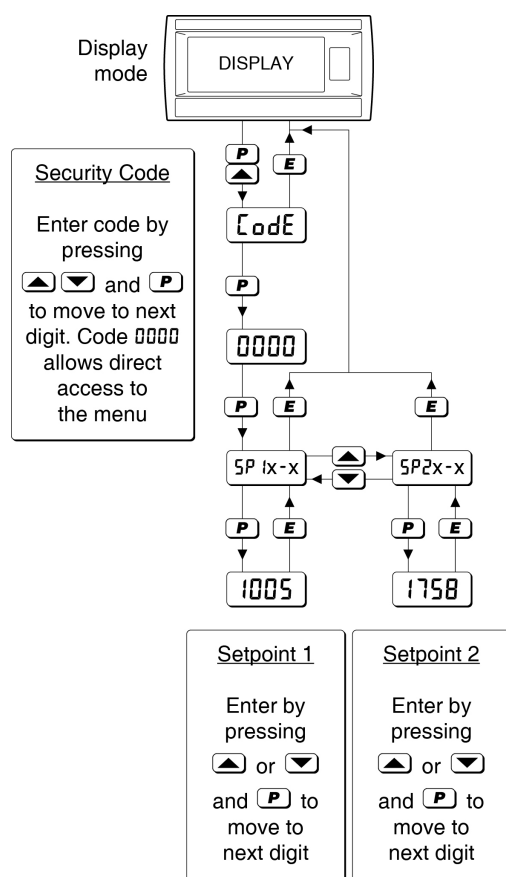 Display
mode
DISPLAY
P
E
Security Code
Enter code by
pressing
and P
to move to next
digit. Code 0000
allows direct
access to
the menu
CodE
P
0000
P
E
E
SP1x-x
SP2x-x
P
E
P
E
1005
1758
Setpoint 1
Enter by
pressing
or
and P to
move to
next digit
Setpoint 2
Enter by
pressing
or
and P to
move to
next digit